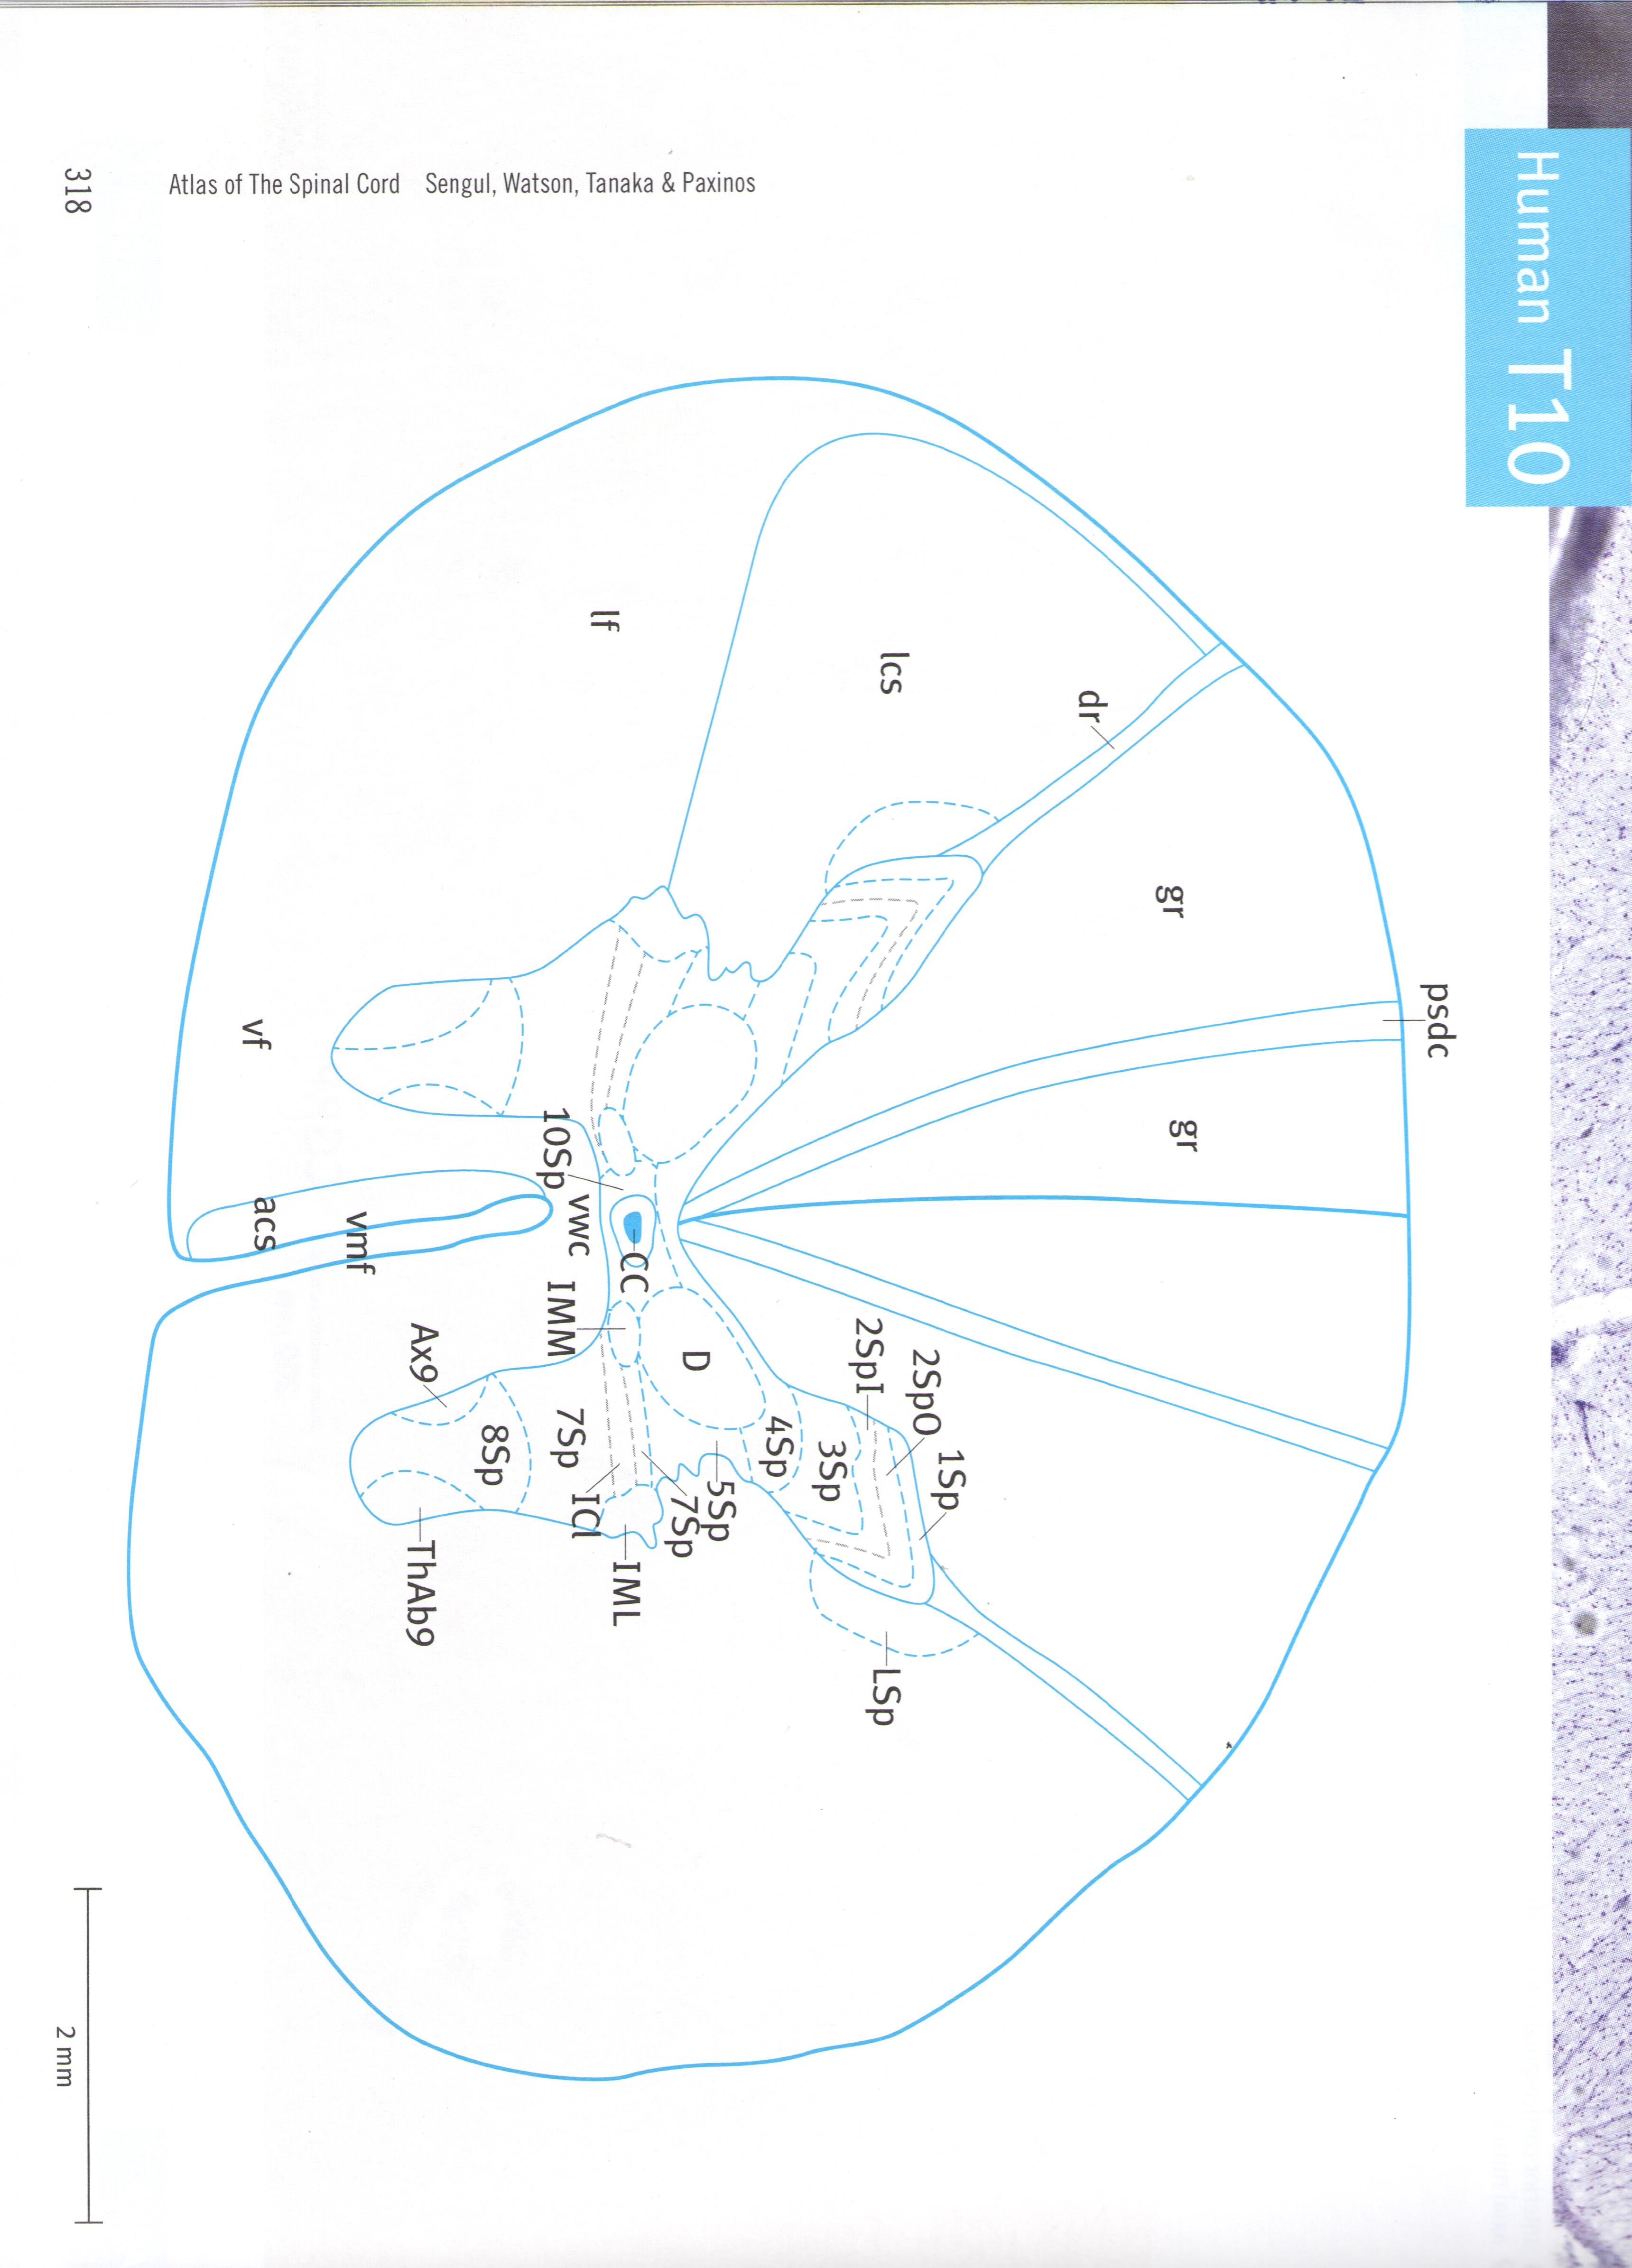 Human T10
psdc
gr
gr
dr
lcs
lf
1Sp
2SpO
2SpI
3Sp
LSp
4Sp
D
5Sp
7Sp
CC
IML
10Sp
vwc
IMM
7Sp
ICl
8Sp
Ax9
ThAb9
vf
vmf
acs
2 mm
318
Atlas of The Spinal Cord Sengul, Watson, Tanaka & Paxinos